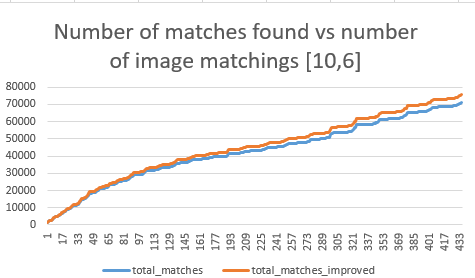 Number of matches found vs number
of image matchings [10,6]
80000
70000
60000
50000
40000
30000
20000
10000
0
1 17 33 49 65 81 97 113 129 145 161 177 193 209 225 241 257 273 289 305 321 337 353 369 385 401 417 433
total_matches total_matches_improved